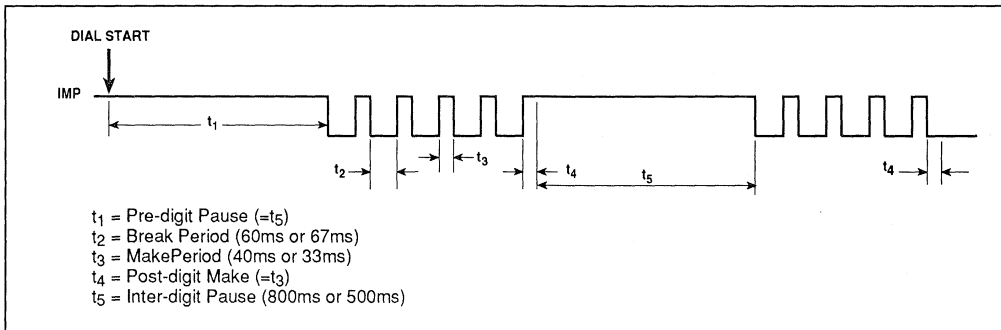 DIAL START
IMP
t1
t2
t3
t4
t5
t4
t1 = Pre-digit Pause (=t5)
t2 = Break Period (60ms or 67ms)
t3 = MakePeriod (40ms or 33ms)
t4 = Post-digit Make (=t3)
t5 = Inter-digit Pause (800ms or 500ms)